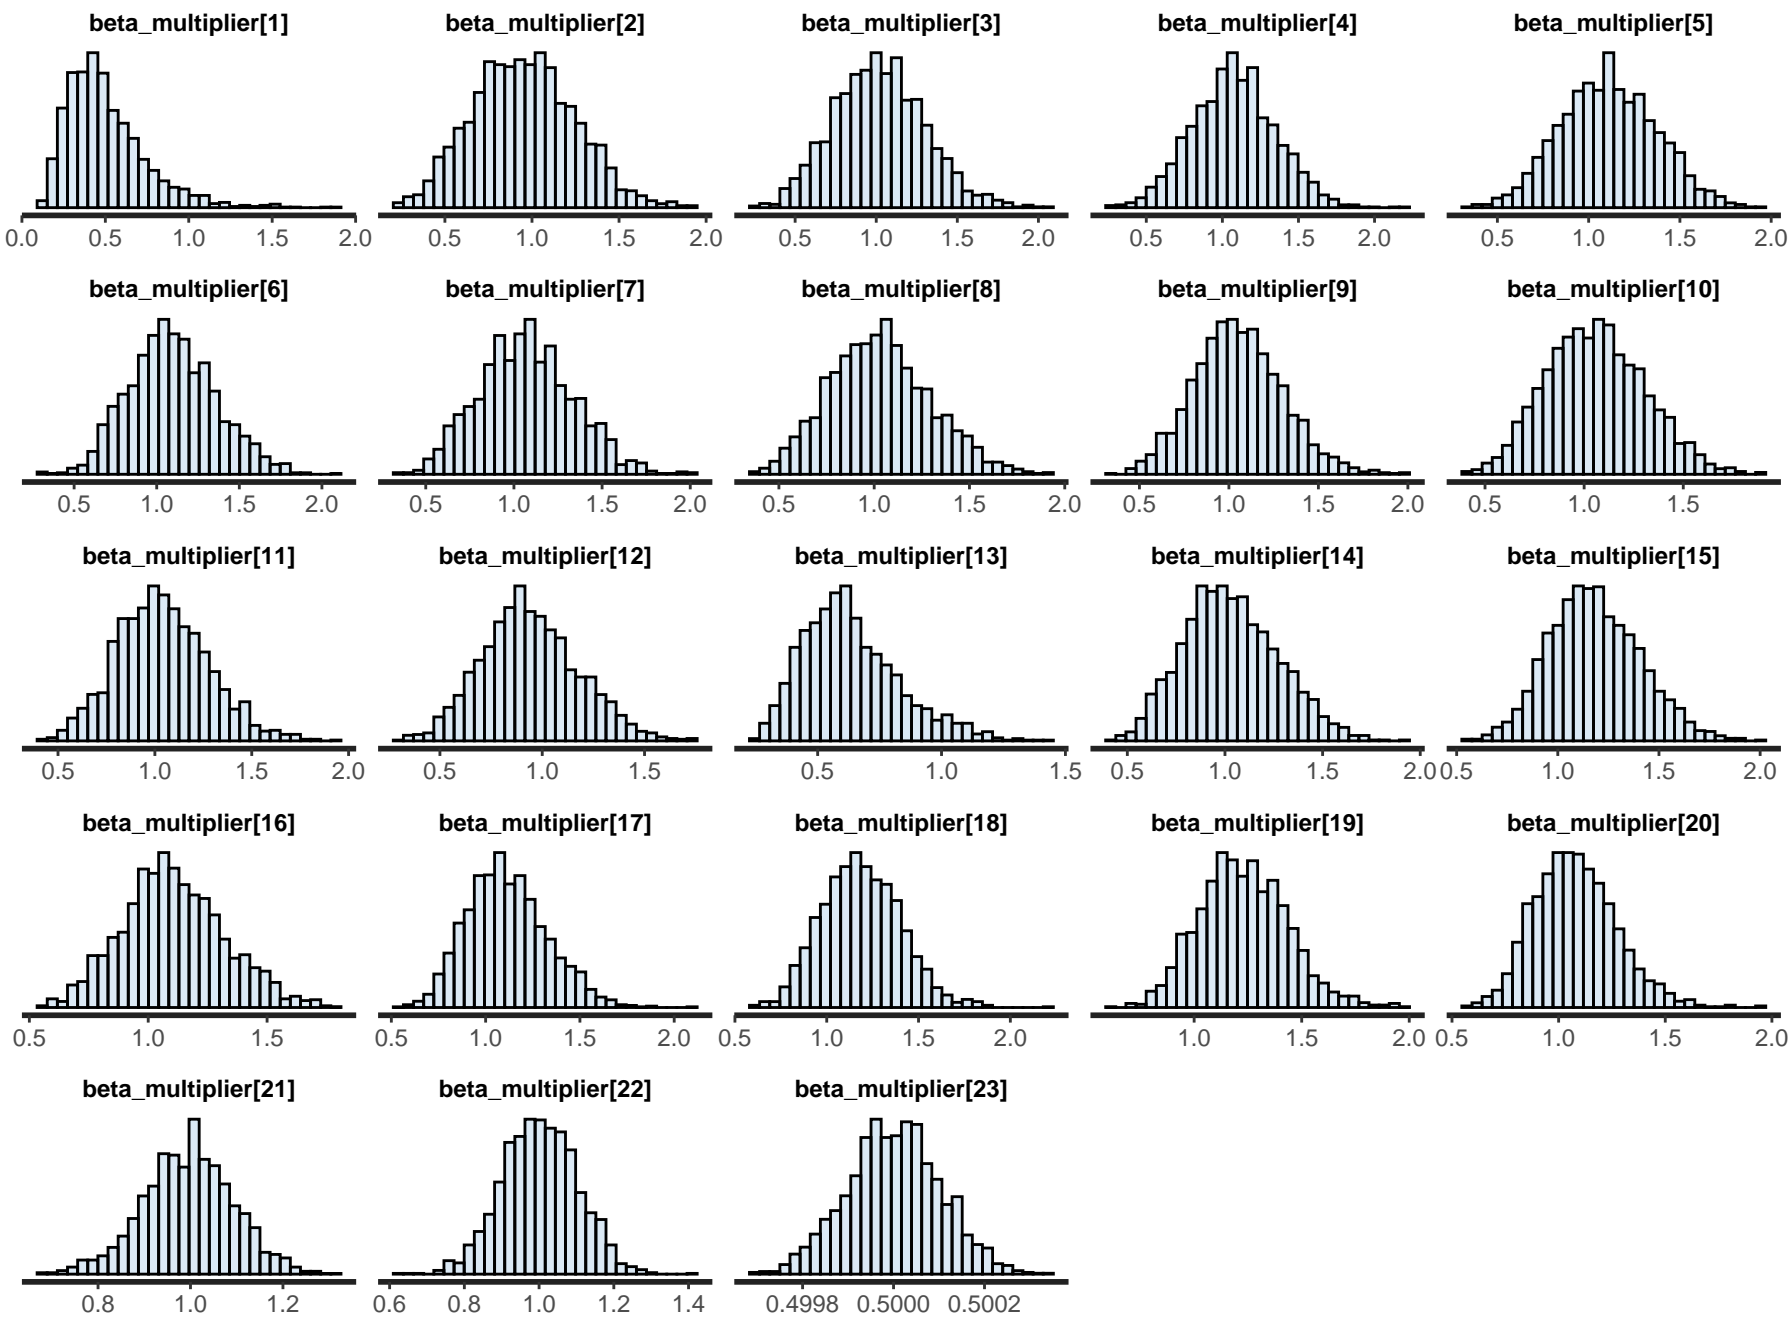 beta_multiplier[1] beta_multiplier[2] beta_multiplier[3] beta_multiplier[4] beta_multiplier[5]
0.0 0.5 1.0 1.5 2.0 0.5 1.0 1.5 2.0 0.5 1.0 1.5 2.0 0.5 1.0 1.5 2.0 0.5 1.0 1.5 2.0
beta_multiplier[6] beta_multiplier[7] beta_multiplier[8] beta_multiplier[9] beta_multiplier[10]
0.5 1.0 1.5 2.0 0.5 1.0 1.5 2.0 0.5 1.0 1.5 2.0 0.5 1.0 1.5 2.0 0.5 1.0 1.5
beta_multiplier[11] beta_multiplier[12] beta_multiplier[13] beta_multiplier[14] beta_multiplier[15]
0.5 1.0 1.5 2.0 0.5 1.0 1.5 0.5 1.0 1.5 0.5 1.0 1.5 2.0 0.5 1.0 1.5 2.0
beta_multiplier[16] beta_multiplier[17] beta_multiplier[18] beta_multiplier[19] beta_multiplier[20]
0.5 1.0 1.5 0.5 1.0 1.5 2.0 0.5 1.0 1.5 2.0 1.0 1.5 2.0 0.5 1.0 1.5 2.0
beta_multiplier[21] beta_multiplier[22] beta_multiplier[23]
0.8 1.0 1.2 0.6 0.8 1.0 1.2 1.4 0.4998 0.5000 0.5002